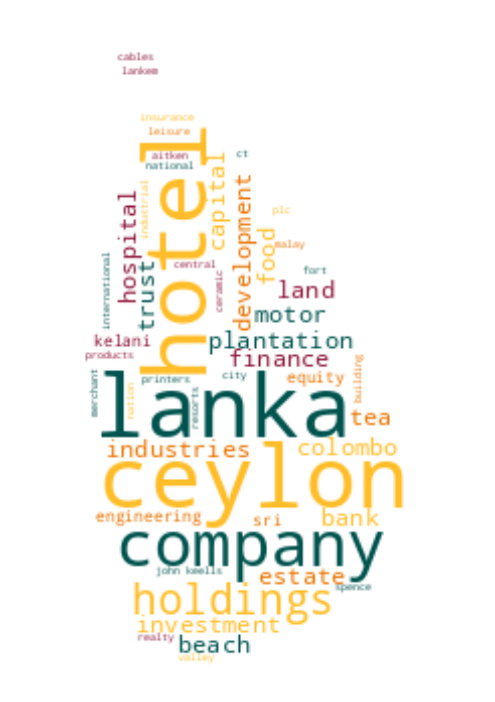 cables
lankem
insurance
leisure
hotel
aitken
ct
national
capital
industrial
development
hospital
plc
food
malay
trust
international
central
fort
ceramic
land
motor
kelani
plantation
products
finance
building
merchant
nation
printers
resorts
city
equity
lanka
tea
industries
colombo
ceylon
engineering
sri
bank
company
john keells
estate
spence
holdings
investment
realty
beach
valley